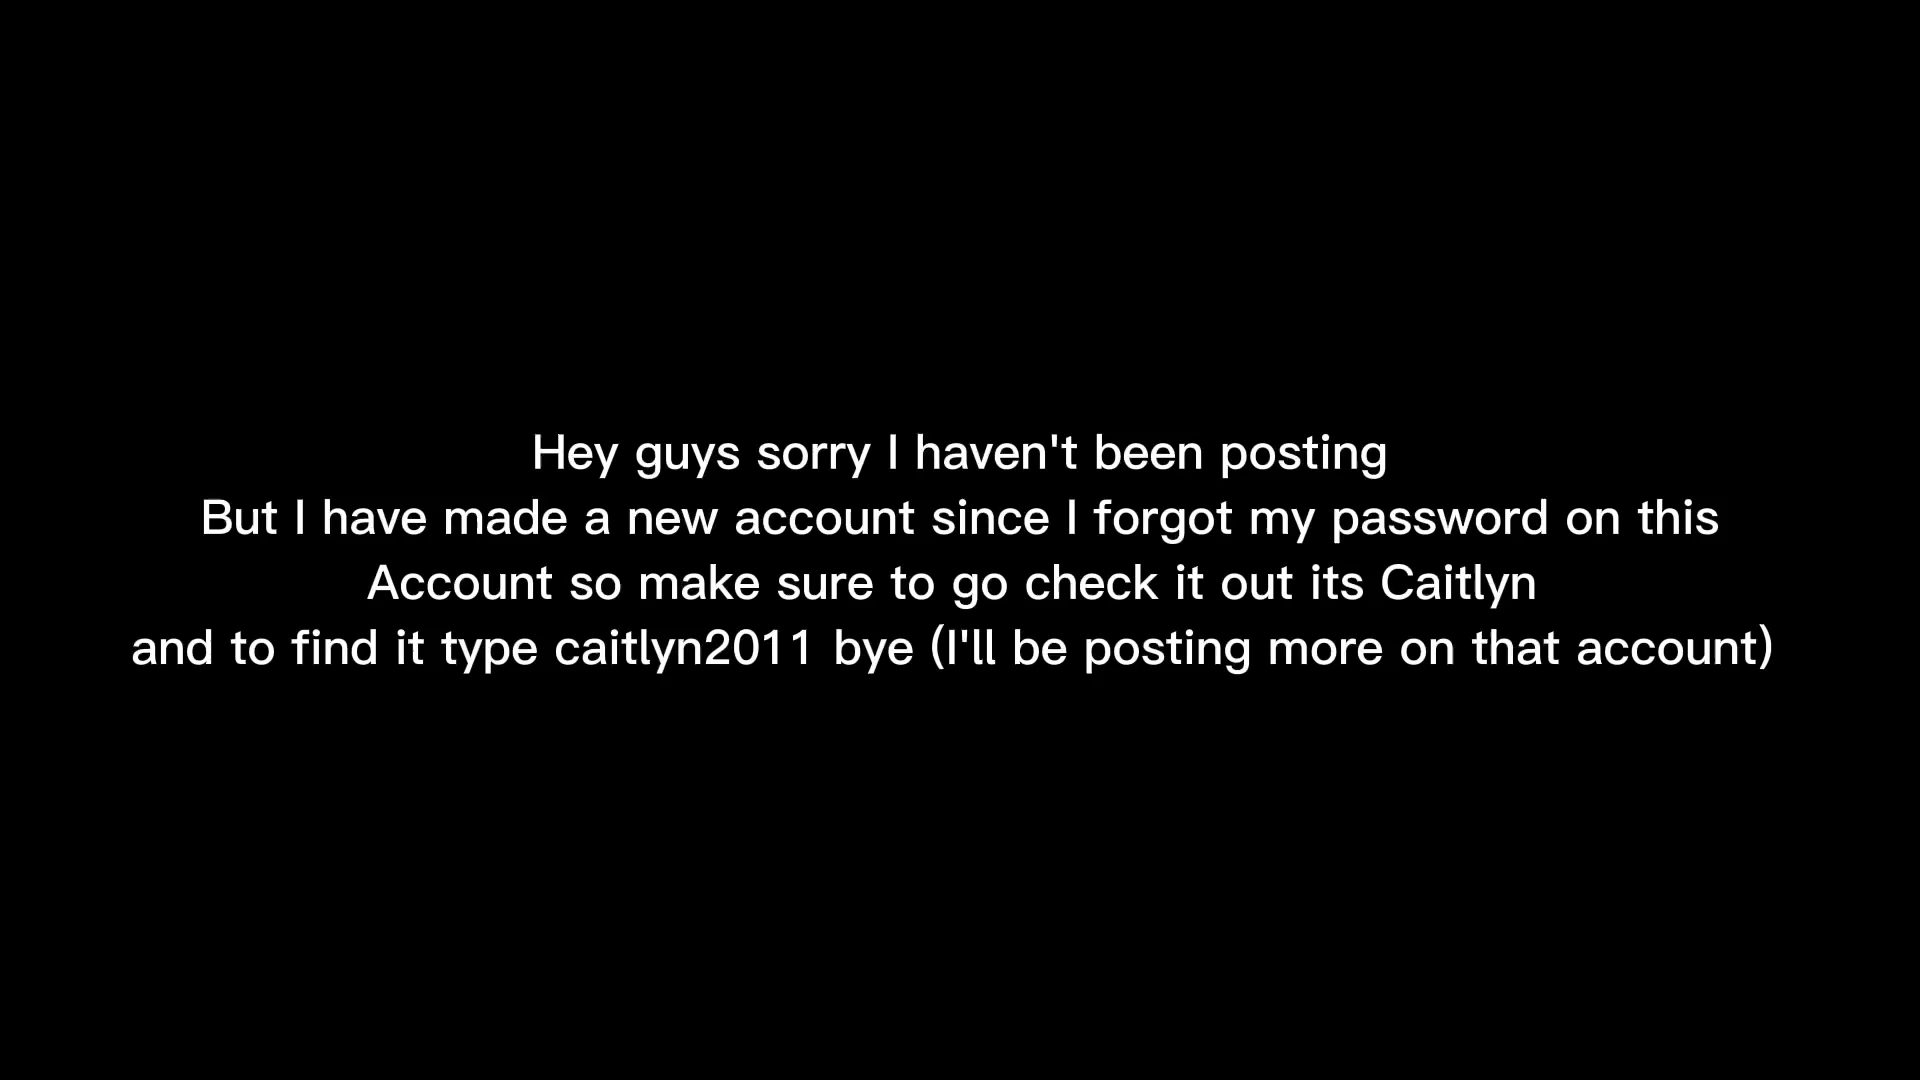 Hey guys sorry I haven't been posting
But I have made a new account since I forgot my password on this
Account so make sure to go check it out its Caitlyn
and to find it type caitlyn2011 bye (I'll be posting more on that account)